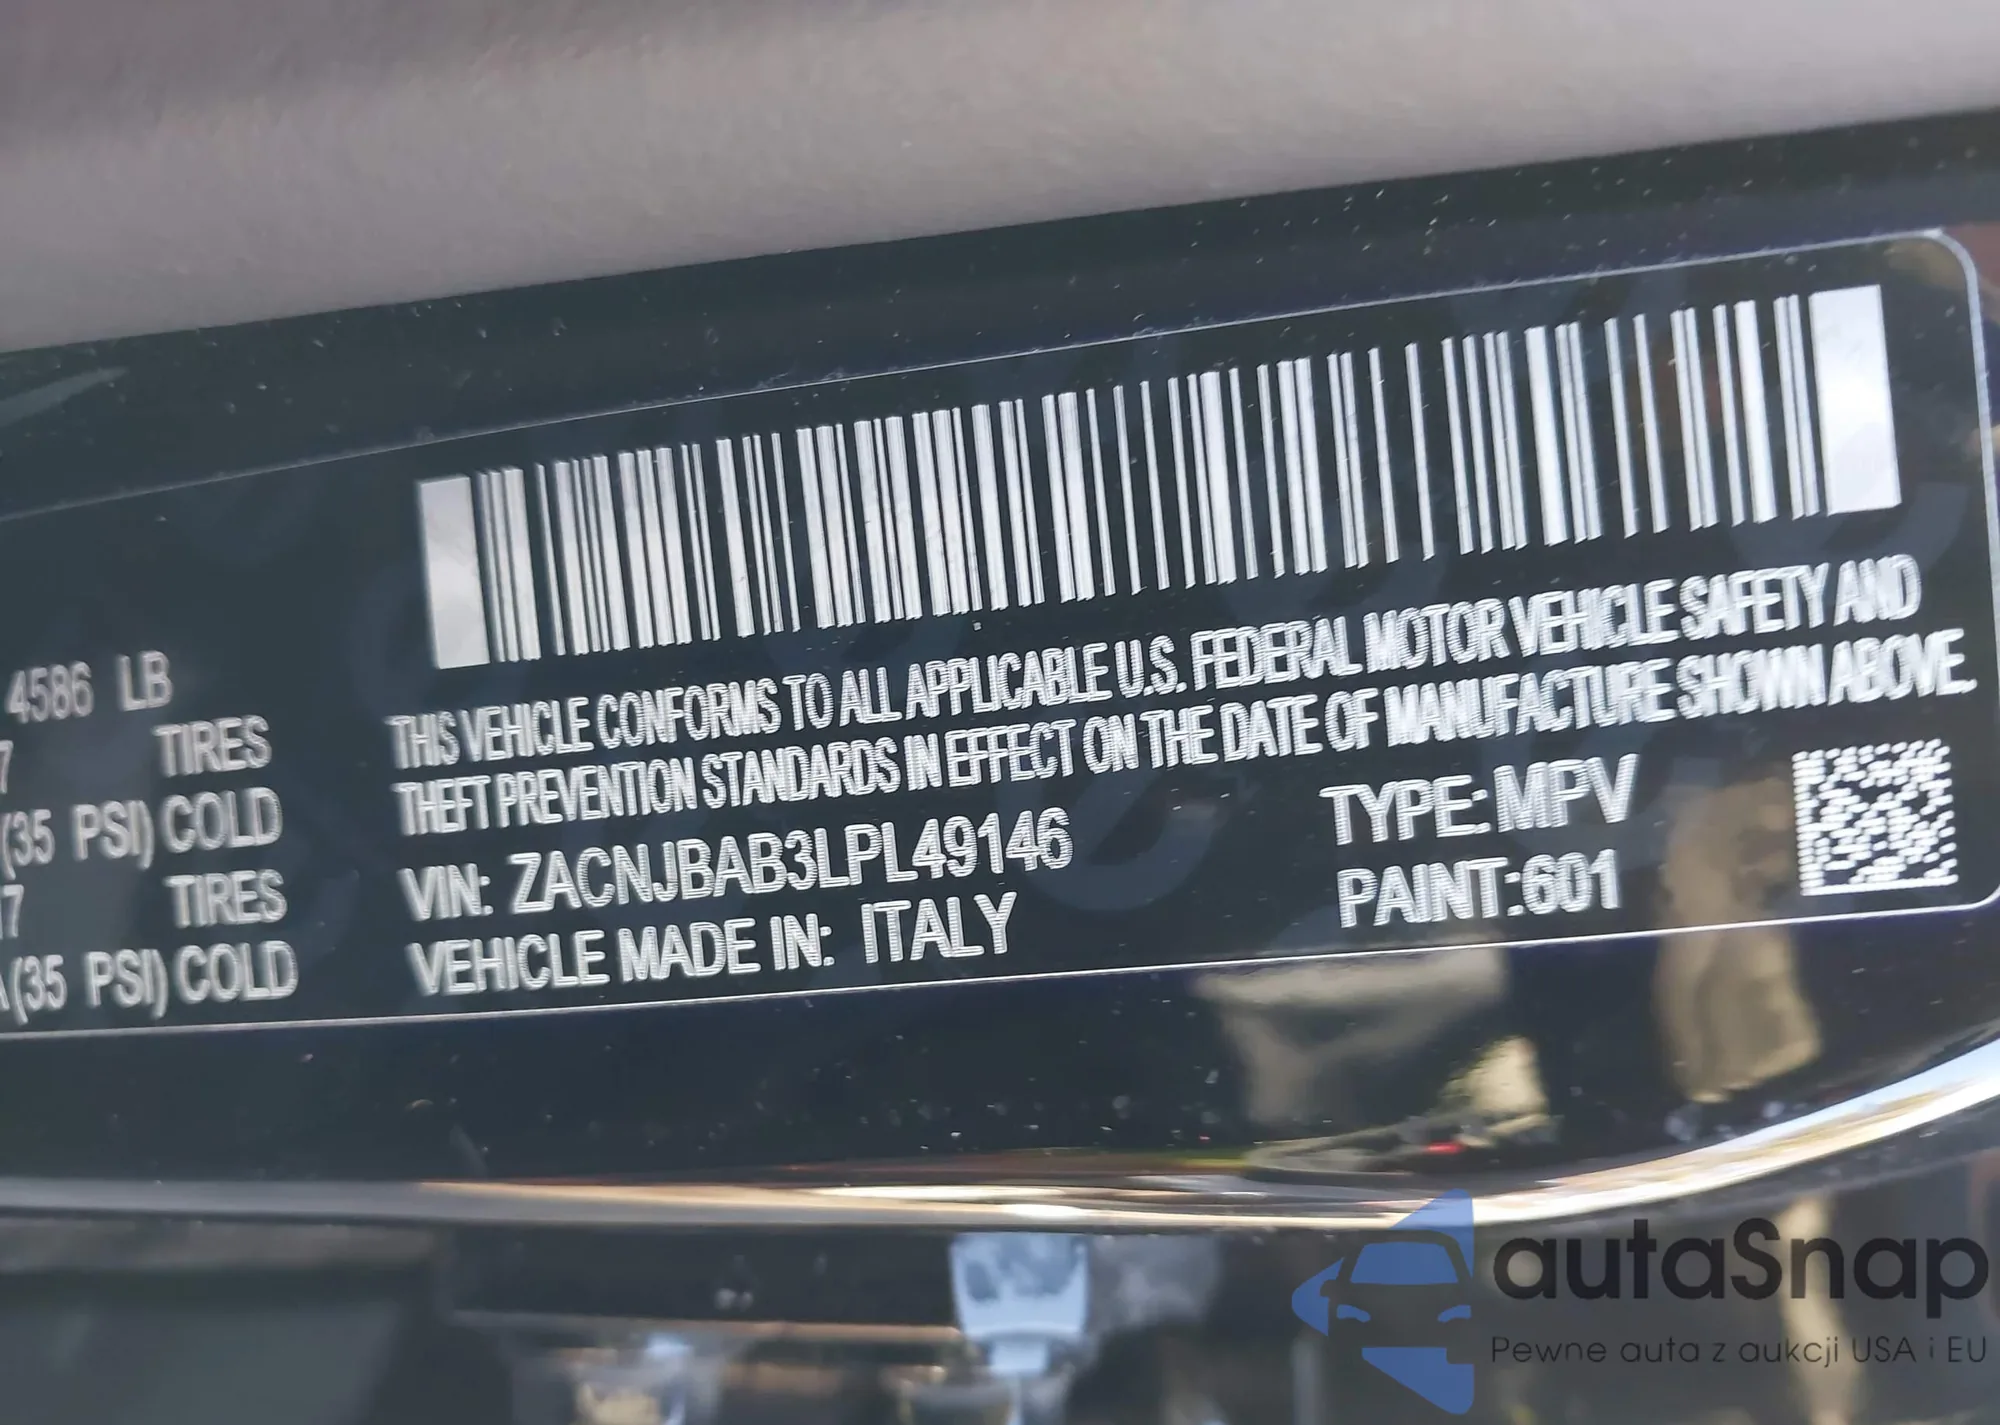 4586 LB
7 TIRES
(35 PSI) COLD
17 TIRES
(35 PSI) COLD
THIS VEHICLE CONFORMS TO ALL APPLICABLE U.S. FEDERAL MOTOR VEHICLE SAFETY AND
THEFT PREVENTION STANDARDS IN EFFECT ON THE DATE OF MANUFACTURE SHOWN ABOVE.
VIN: ZACNJBAB3LPL49146
TYPE:MPV
VEHICLE MADE IN: ITALY
PAINT:601
autaSnap
Pewne auta z aukcji USA i EU